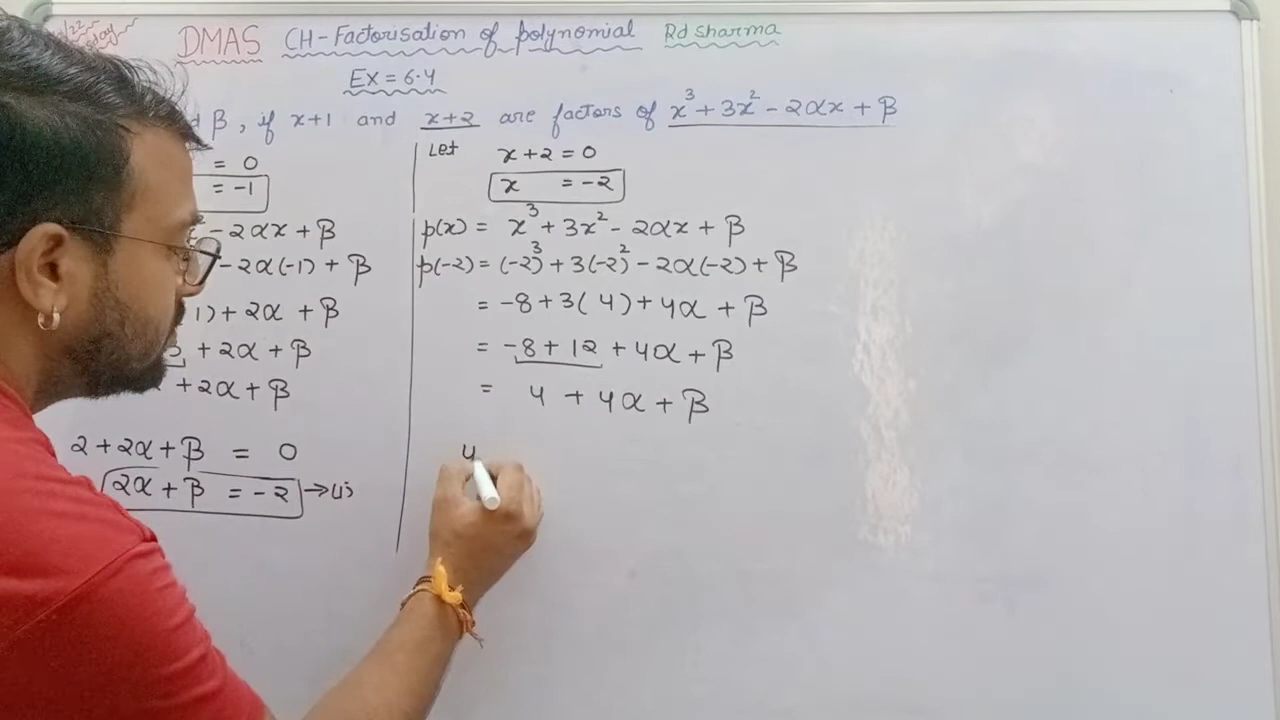 DMAS CH-Factorisation of polynomial Rd Sharma
Ex = 6.4
β, if x+1 and x+2 are factors of x³ + 3x² - 2αx + β
= 0
= -1
- 2αx + β
- 2α(-1) + β
1) + 2α + β
+ 2α + β
+ 2α + β
2 + 2α + β = 0
2α + β = -2 → (i)
Let x + 2 = 0
x = -2
p(x) = x³ + 3x² - 2αx + β
p(-2) = (-2)³ + 3(-2)² - 2α(-2) + β
= -8 + 3( 4) + 4α + β
= -8 + 12 + 4α + β
= 4 + 4α + β
4